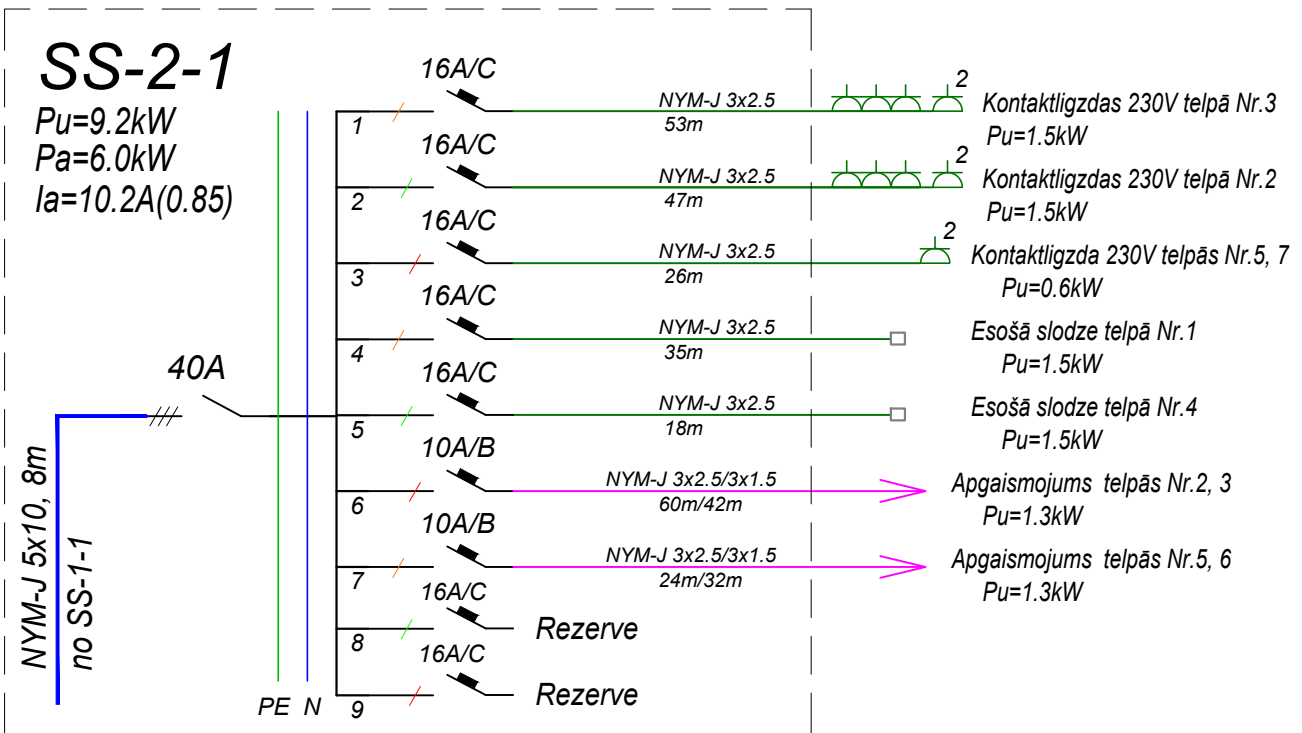 SS-2-1
Pu=9.2kW
Pa=6.0kW
Ia=10.2A(0.85)
40A
NYM-J 5x10, 8m
no SS-1-1
PE N
1
16A/C
NYM-J 3x2.5
53m
2
Kontaktligzdas 230V telpā Nr.3
Pu=1.5kW
2
16A/C
NYM-J 3x2.5
47m
2
Kontaktligzdas 230V telpā Nr.2
Pu=1.5kW
3
16A/C
NYM-J 3x2.5
26m
2
Kontaktligzda 230V telpās Nr.5, 7
Pu=0.6kW
4
16A/C
NYM-J 3x2.5
35m
Esošā slodze telpā Nr.1
Pu=1.5kW
5
16A/C
NYM-J 3x2.5
18m
Esošā slodze telpā Nr.4
Pu=1.5kW
6
10A/B
NYM-J 3x2.5/3x1.5
60m/42m
Apgaismojums telpās Nr.2, 3
Pu=1.3kW
7
10A/B
NYM-J 3x2.5/3x1.5
24m/32m
Apgaismojums telpās Nr.5, 6
Pu=1.3kW
8
16A/C
Rezerve
9
16A/C
Rezerve